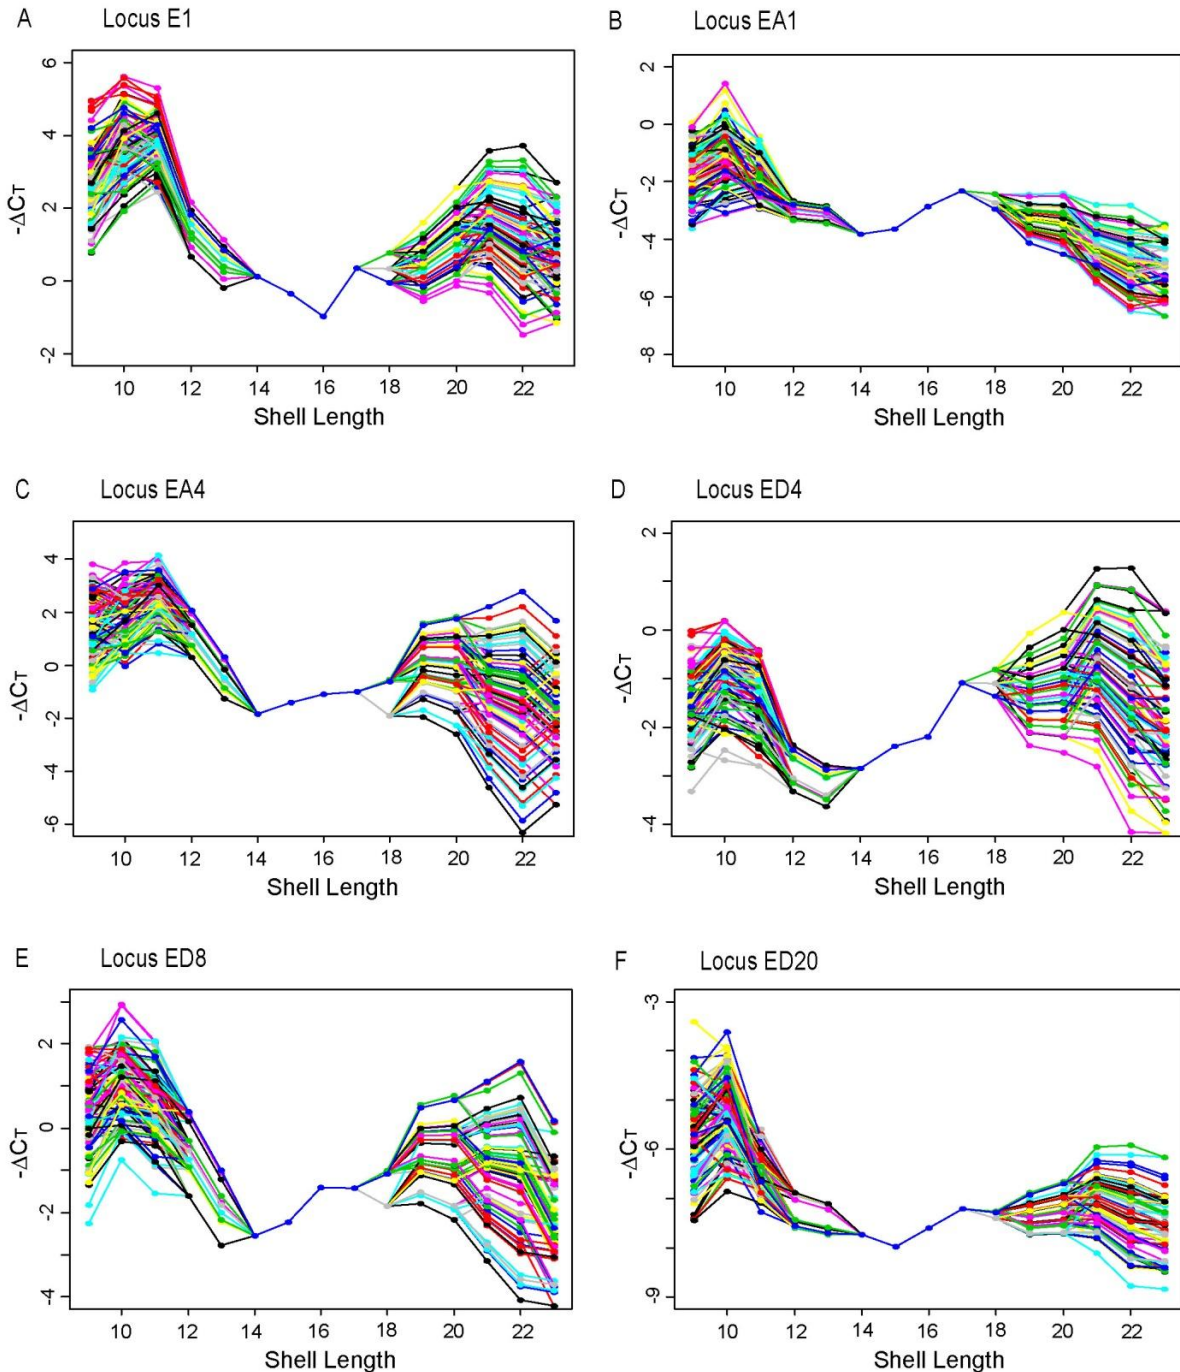 A Locus E1
B Locus EA1
6
4
2
0
-2
-ΔCT
10 12 14 16 18 20 22
Shell Length
2
0
-2
-4
-6
-8
-ΔCT
10 12 14 16 18 20 22
Shell Length
C Locus EA4
D Locus ED4
4
2
0
-2
-4
-6
-ΔCT
10 12 14 16 18 20 22
Shell Length
2
0
-2
-4
-ΔCT
10 12 14 16 18 20 22
Shell Length
E Locus ED8
F Locus ED20
2
0
-2
-4
-ΔCT
10 12 14 16 18 20 22
Shell Length
-3
-6
-9
-ΔCT
10 12 14 16 18 20 22
Shell Length